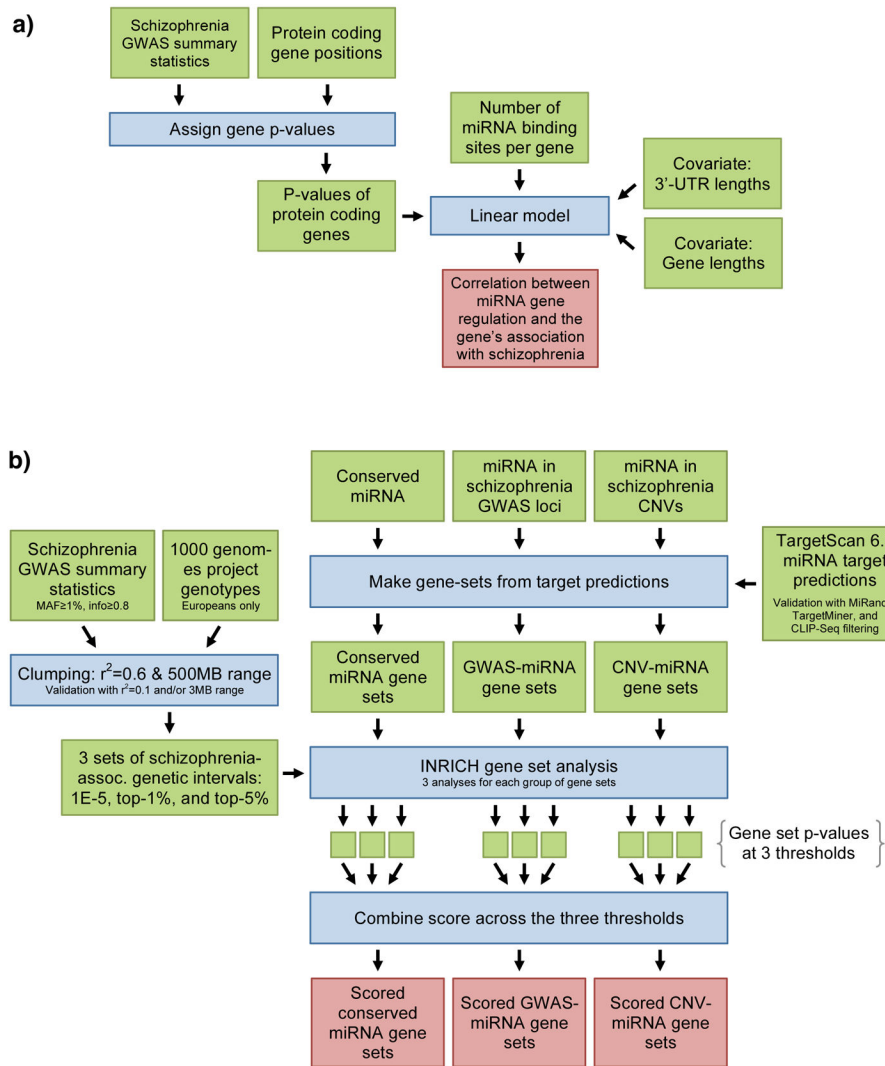 a)
Schizophrenia
GWAS summary
statistics
Protein coding
gene positions
Assign gene p-values
P-values of
protein coding
genes
Number of
miRNA binding
sites per gene
Linear model
Covariate:
3'-UTR lengths
Covariate:
Gene lengths
Correlation between
miRNA gene
regulation and the
gene's association
with schizophrenia
b)
Conserved
miRNA
miRNA in
schizophrenia
GWAS loci
miRNA in
schizophrenia
CNVs
Schizophrenia
GWAS summary
statistics
MAF≥1%, info≥0.8
1000 genom-
es project
genotypes
Europeans only
Make gene-sets from target predictions
TargetScan 6.
miRNA target
predictions
Validation with
TargetMiner, and
CLIP-Seq filtering
Clumping: r²=0.6 & 500MB range
Validation with r²=0.1 and/or 3MB range
Conserved
miRNA gene
sets
GWAS-miRNA
gene sets
CNV-miRNA
gene sets
3 sets of schizophrenia-
assoc. genetic intervals:
1E-5, top-1%, and top-5%
INRICH gene set analysis
3 analyses for each group of gene sets
Gene set p-values
at 3 thresholds
Combine score across the three thresholds
Scored
conserved
miRNA gene
sets
Scored GWAS-
miRNA gene
sets
Scored CNV-
miRNA gene
sets